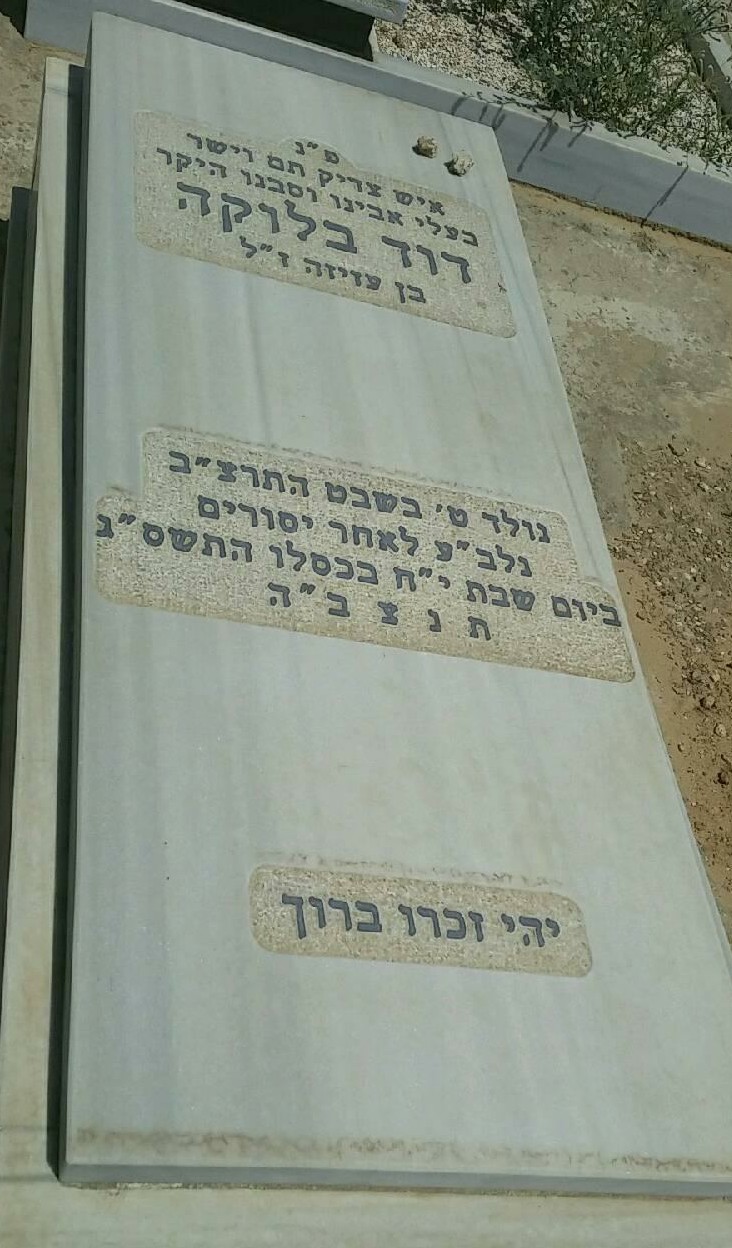 פ״נ
איש צדיק תם וישר
בעלי אבינו וסבנו היקר
דוד בלוקה
בן עזיזה ז״ל
נולד ט׳ בשבט התרצ״ב
נלב״ע לאחר יסורים
ביום שבת י״ח בכסלו התשס״ג
ת נ צ ב״ה
יהי זכרו ברוך